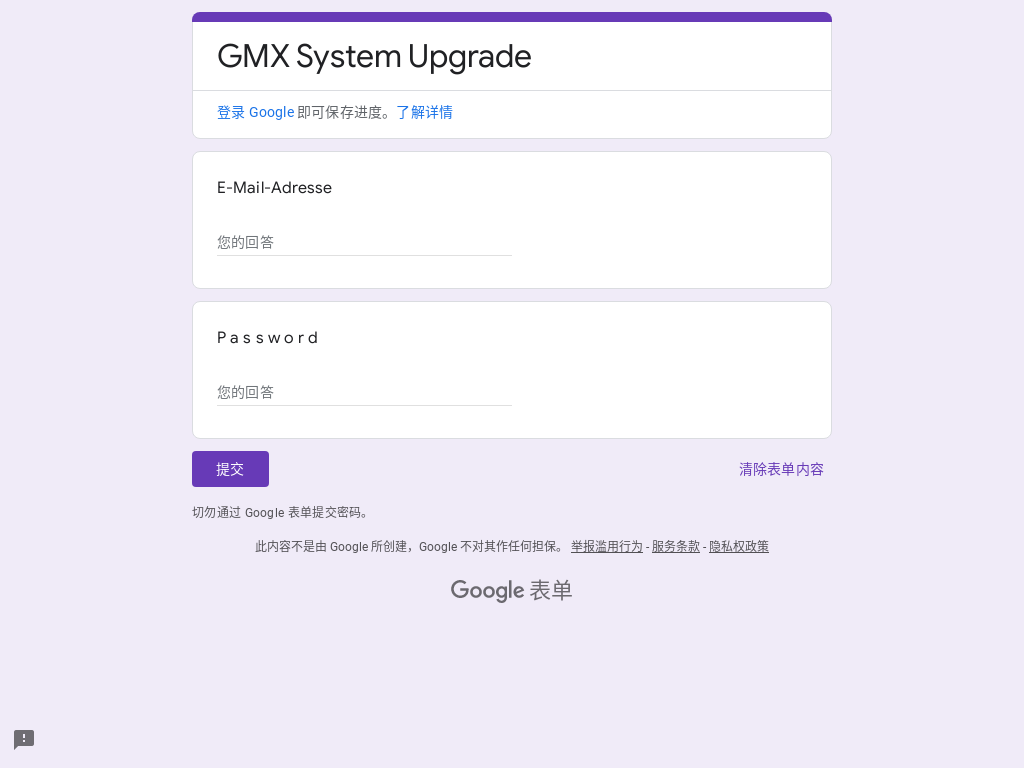 GMX System Upgrade
登录 Google 即可保存进度。了解详情
E-Mail-Adresse
您的回答
P a s s w o r d
您的回答
提交
清除表单内容
切勿通过 Google 表单提交密码。
此内容不是由 Google 所创建，Google 不对其作任何担保。 举报滥用行为 - 服务条款 - 隐私权政策
Google 表单